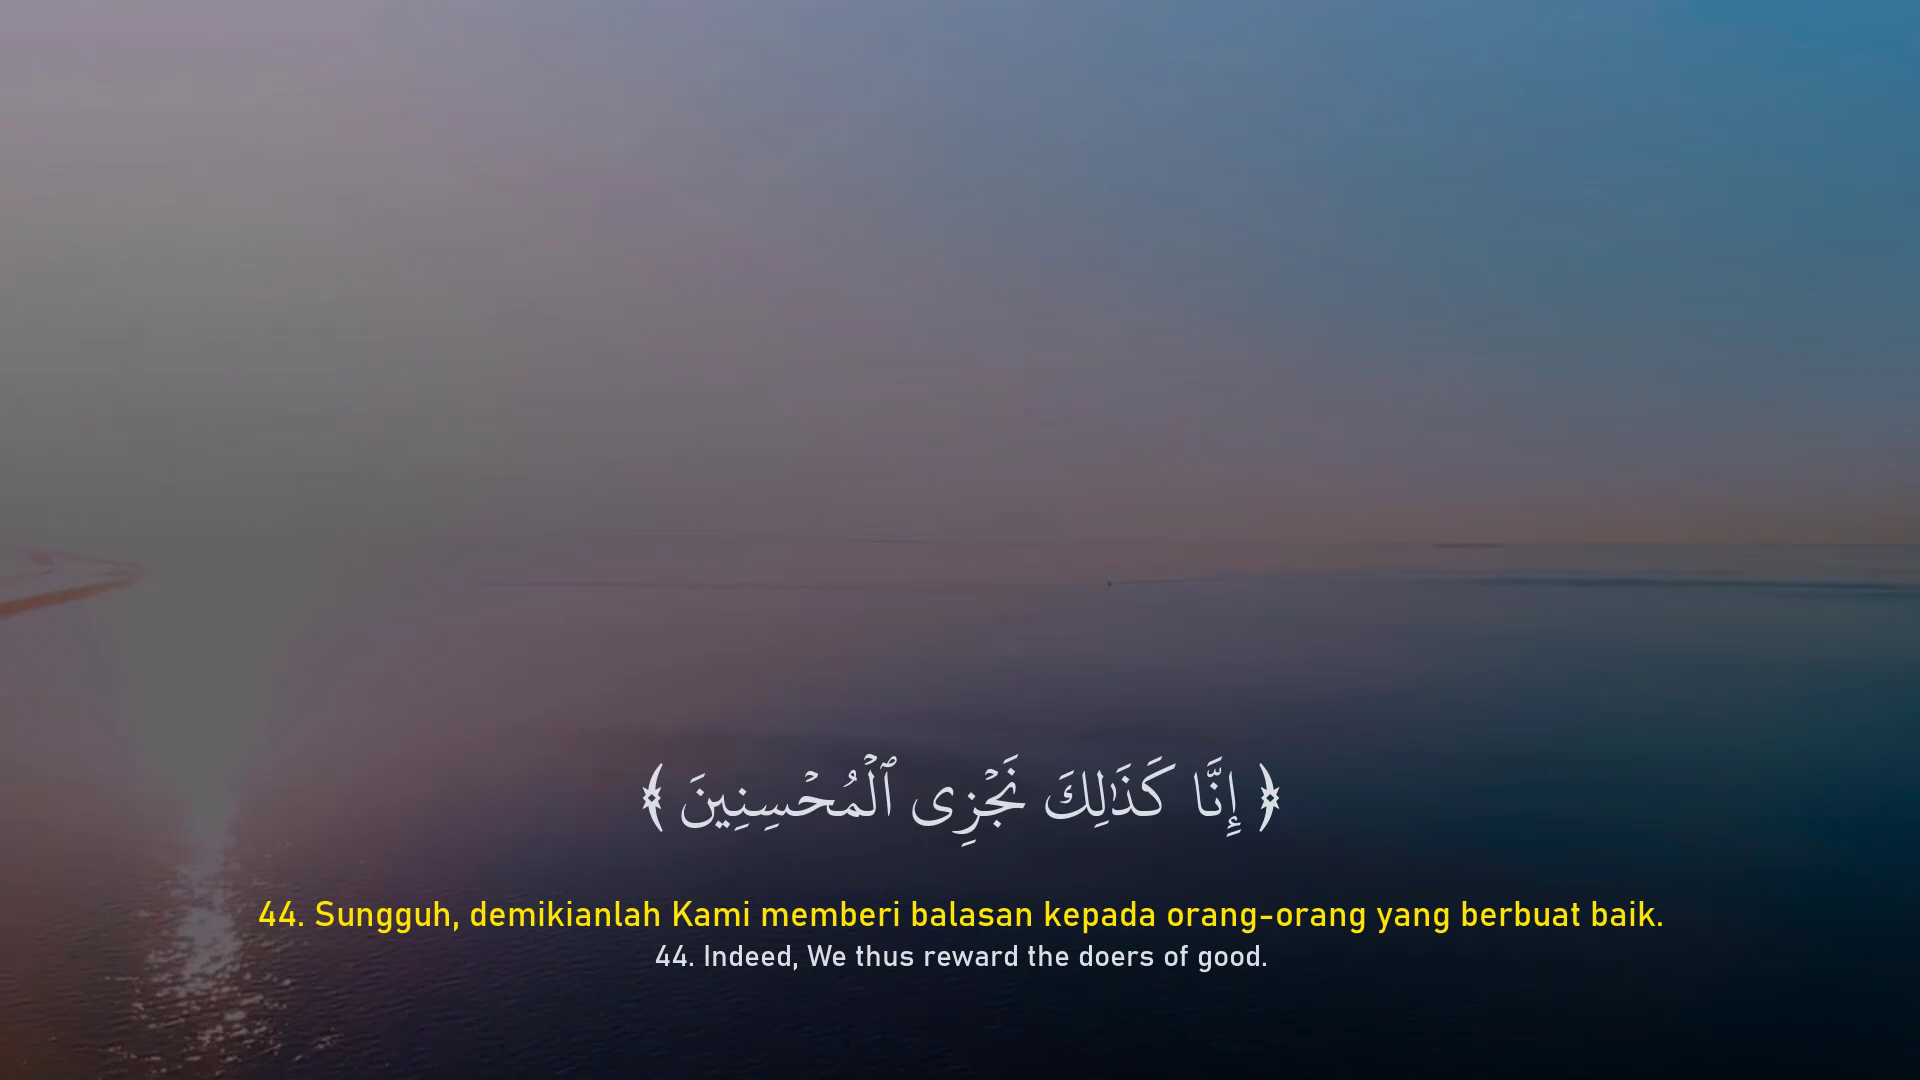 ﴿ إِنَّا كَذَٰلِكَ نَجْزِى ٱلْمُحْسِنِينَ ﴾
44. Sungguh, demikianlah Kami memberi balasan kepada orang-orang yang berbuat baik.
44. Indeed, We thus reward the doers of good.